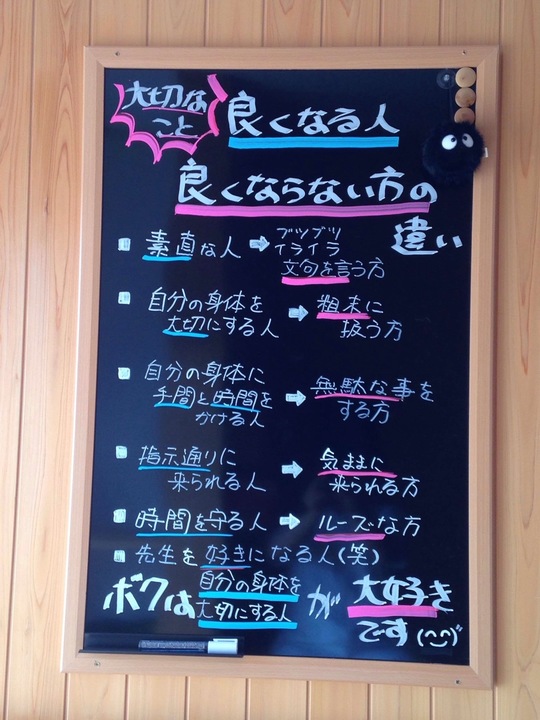 大切な
こと
良くなる人
良くならない方の
違い
素直な人 ➡ ブツブツ
イライラ
文句を言う方
自分の身体を
大切にする人 ➡ 粗末に
扱う方
自分の身体に
手間と時間を
かける人 ➡ 無駄な事を
する方
指示通りに
来られる人 ➡ 気ままに
来られる方
時間を守る人 ➡ ルーズな方
先生を好きになる人(笑)
ボクは 自分の身体を
大切にする人 が 大好き
です(^^)